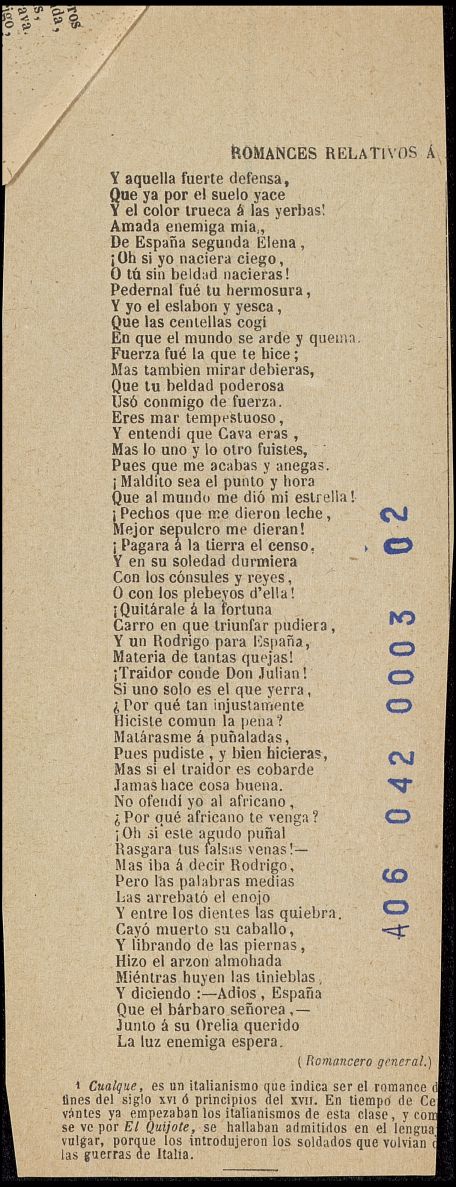 ros
da,
s,
ava.
igo,
ROMANCES RELATIVOS Á
Y aquella fuerte defensa,
Que ya por el suelo yace
Y el color trueca á las yerbas!
Amada enemiga mia,
De España segunda Elena,
¡Oh si yo naciera ciego,
O tú sin beldad nacieras!
Pedernal fué tu hermosura,
Y yo el eslabon y yesca,
Que las centellas cogí
En que el mundo se arde y quema.
Fuerza fué la que te hice;
Mas tambien mirar debieras,
Que tu beldad poderosa
Usó conmigo de fuerza.
Eres mar tempestuoso,
Y entendí que Cava eras,
Mas lo uno y lo otro fuistes,
Pues que me acabas y anegas.
¡Maldito sea el punto y hora
Que al mundo me dió mi estrella!
¡Pechos que me dieron leche,
Mejor sepulcro me dieran!
¡Pagara á la tierra el censo,
Y en su soledad durmiera
Con los cónsules y reyes,
O con los plebeyos d'ella!
¡Quitárale á la fortuna
Carro en que triunfar pudiera,
Y un Rodrigo para España,
Materia de tantas quejas!
¡Traidor conde Don Julian!
Si uno solo es el que yerra,
¿Por qué tan injustamente
Hiciste comun la pena?
Matárasme á puñaladas,
Pues pudiste, y bien hicieras,
Mas si el traidor es cobarde
Jamas hace cosa buena.
No ofendí yo al africano,
¿Por qué africano te venga?
¡Oh si este agudo puñal
Rasgara tus falsas venas!—
Mas iba á decir Rodrigo,
Pero las palabras medias
Las arrebató el enojo
Y entre los dientes las quiebra.
Cayó muerto su caballo,
Y librando de las piernas,
Hizo el arzon almohada
Miéntras huyen las tinieblas,
Y diciendo:—Adios, España
Que el bárbaro señorea,—
Junto á su Orelia querido
La luz enemiga espera.
(Romancero general.)
1 Cualque, es un italianismo que indica ser el romance d
fines del siglo XVI ó principios del XVII. En tiempo de Ce
vántes ya empezaban los italianismos de esta clase, y com
se ve por El Quijote, se hallaban admitidos en el lengua
vulgar, porque los introdujeron los soldados que volvian d
las guerras de Italia.
406 042 0003 02